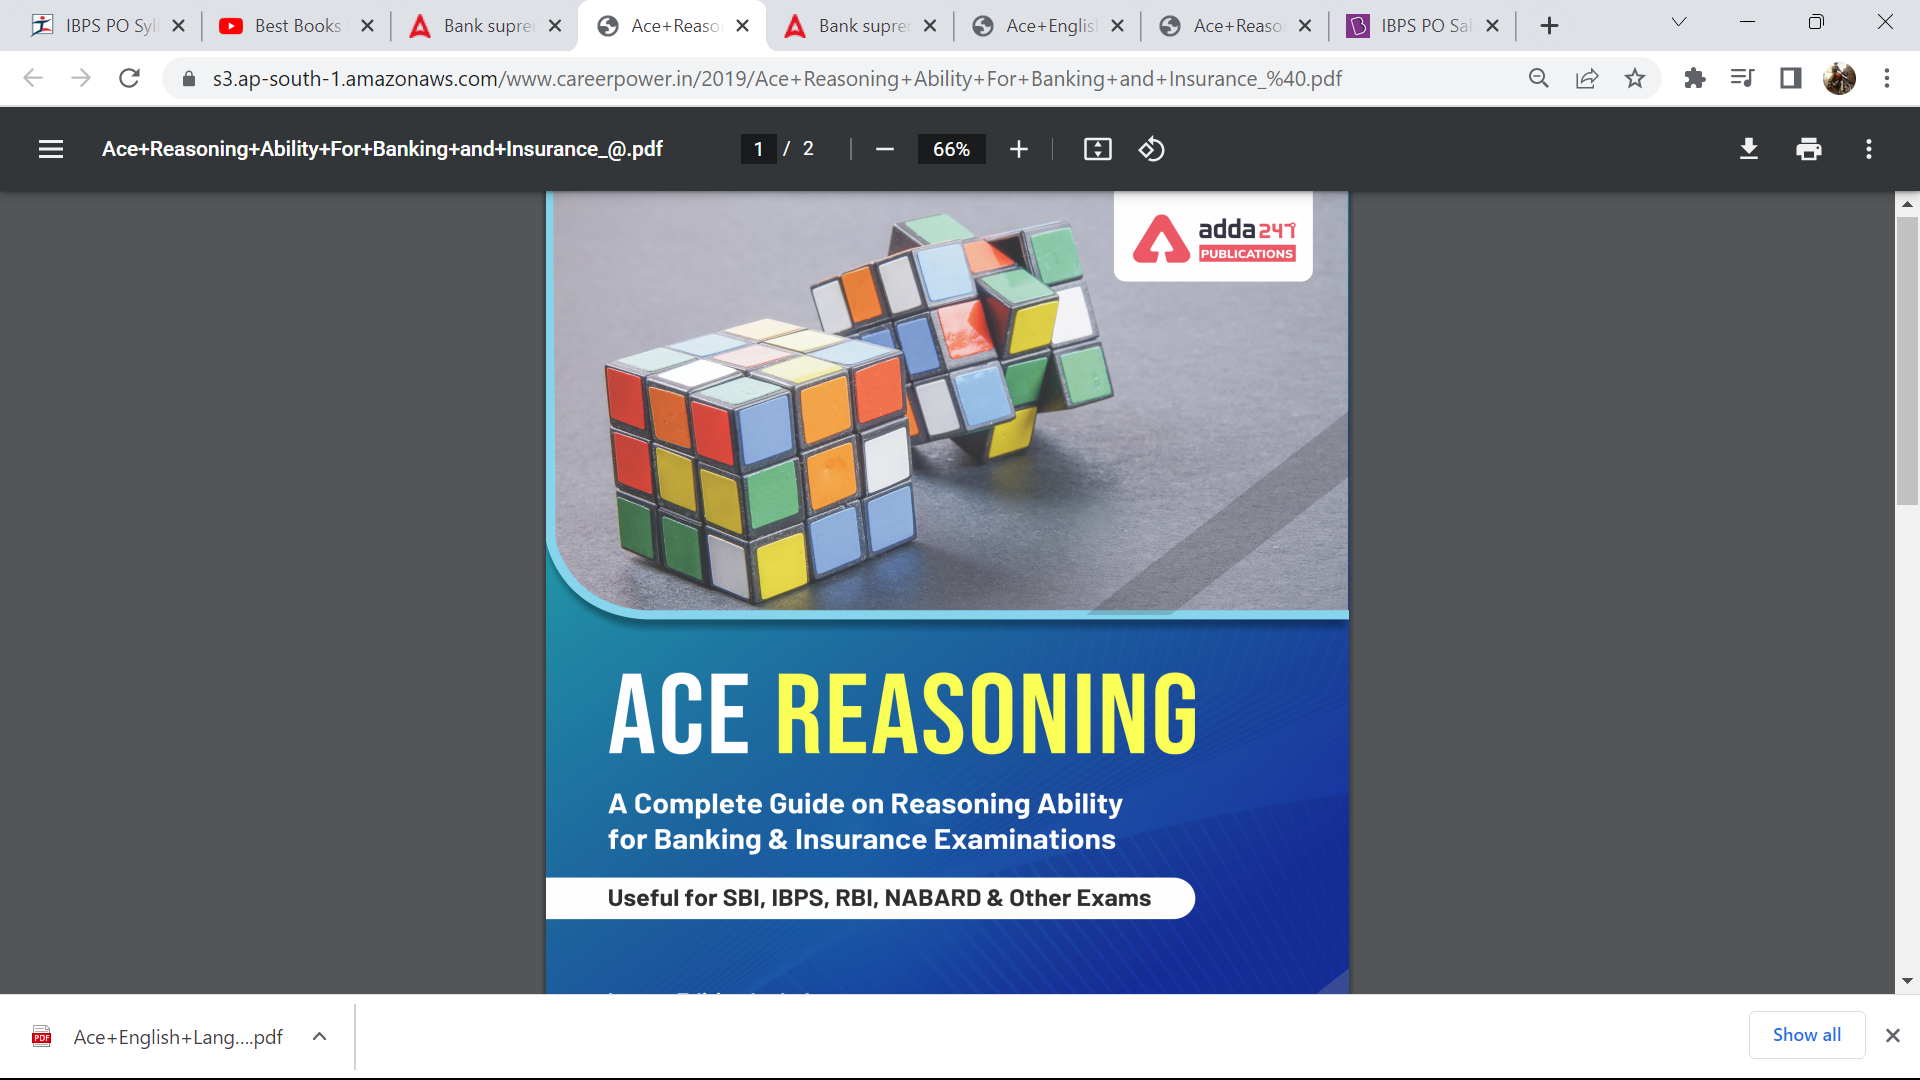 IBPS PO Syl
Best Books
Bank supre
Ace+Reaso
Bank supre
Ace+Englis
Ace+Reaso
IBPS PO Sal
s3.ap-south-1.amazonaws.com/www.careerpower.in/2019/Ace+Reasoning+Ability+For+Banking+and+Insurance_%40.pdf
Ace+Reasoning+Ability+For+Banking+and+Insurance_@.pdf
1 / 2
66%
adda247
PUBLICATIONS
ACE REASONING
A Complete Guide on Reasoning Ability
for Banking & Insurance Examinations
Useful for SBI, IBPS, RBI, NABARD & Other Exams
PDF
Ace+English+Lang....pdf
Show all